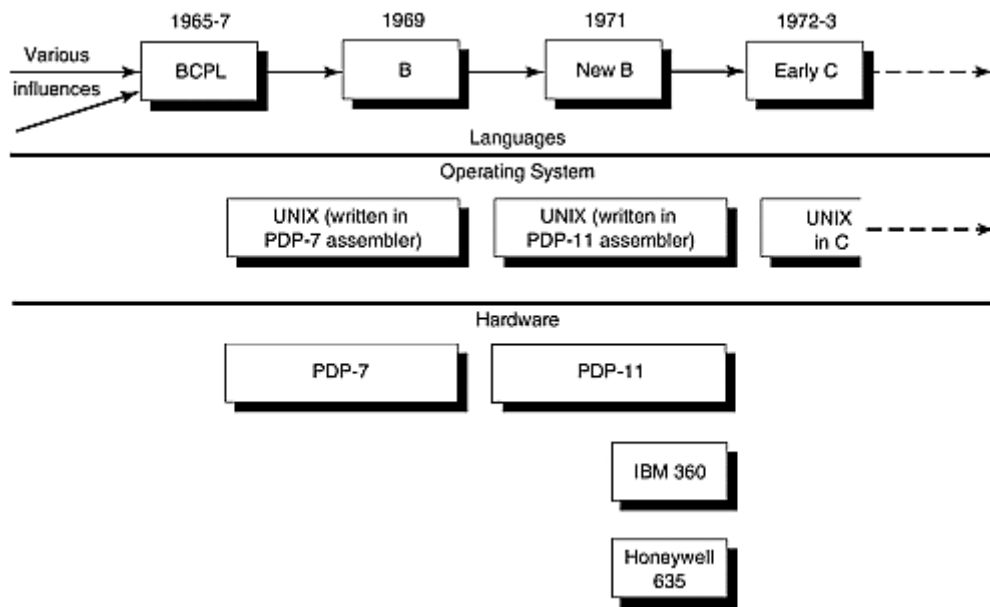 1965-7
1969
1971
1972-3
Various
influences
BCPL
B
New B
Early C
Languages
Operating System
UNIX (written in
PDP-7 assembler)
UNIX (written in
PDP-11 assembler)
UNIX
in C
Hardware
PDP-7
PDP-11
IBM 360
Honeywell
635